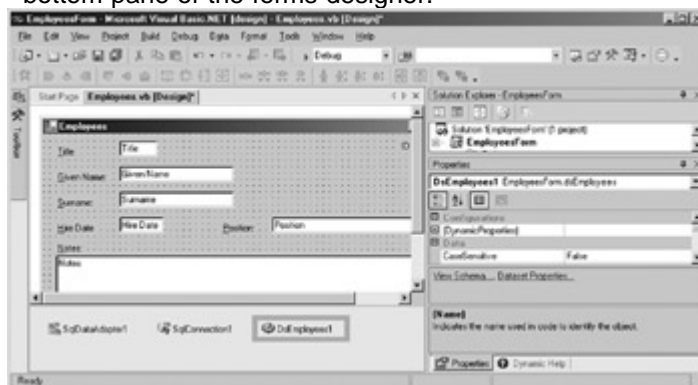 bottom pane of the forms designer.
EmployeesForm - Microsoft Visual Basic.NET [design] - Employees.vb [Design]*
File Edit View Project Build Debug Data Format Tools Window Help
Debug
Start Page Employees.vb [Design]*
Solution Explorer - EmployeesForm
Toolbox
Solution 'EmployeesForm' (1 project)
EmployeesForm
Employees
Title Title
Given Name: Given Name
Surname: Surname
Hire Date Hire Date Position: Position
Notes:
Notes
Properties
DsEmployees1 EmployeesForm.dsEmployees
Configurations
(DynamicProperties)
Data
CaseSensitive False
View Schema... Dataset Properties...
(Name)
Indicates the name used in code to identify the object.
SqlDataAdapter1 SqlConnection1 DsEmployees1
Properties Dynamic Help
Ready